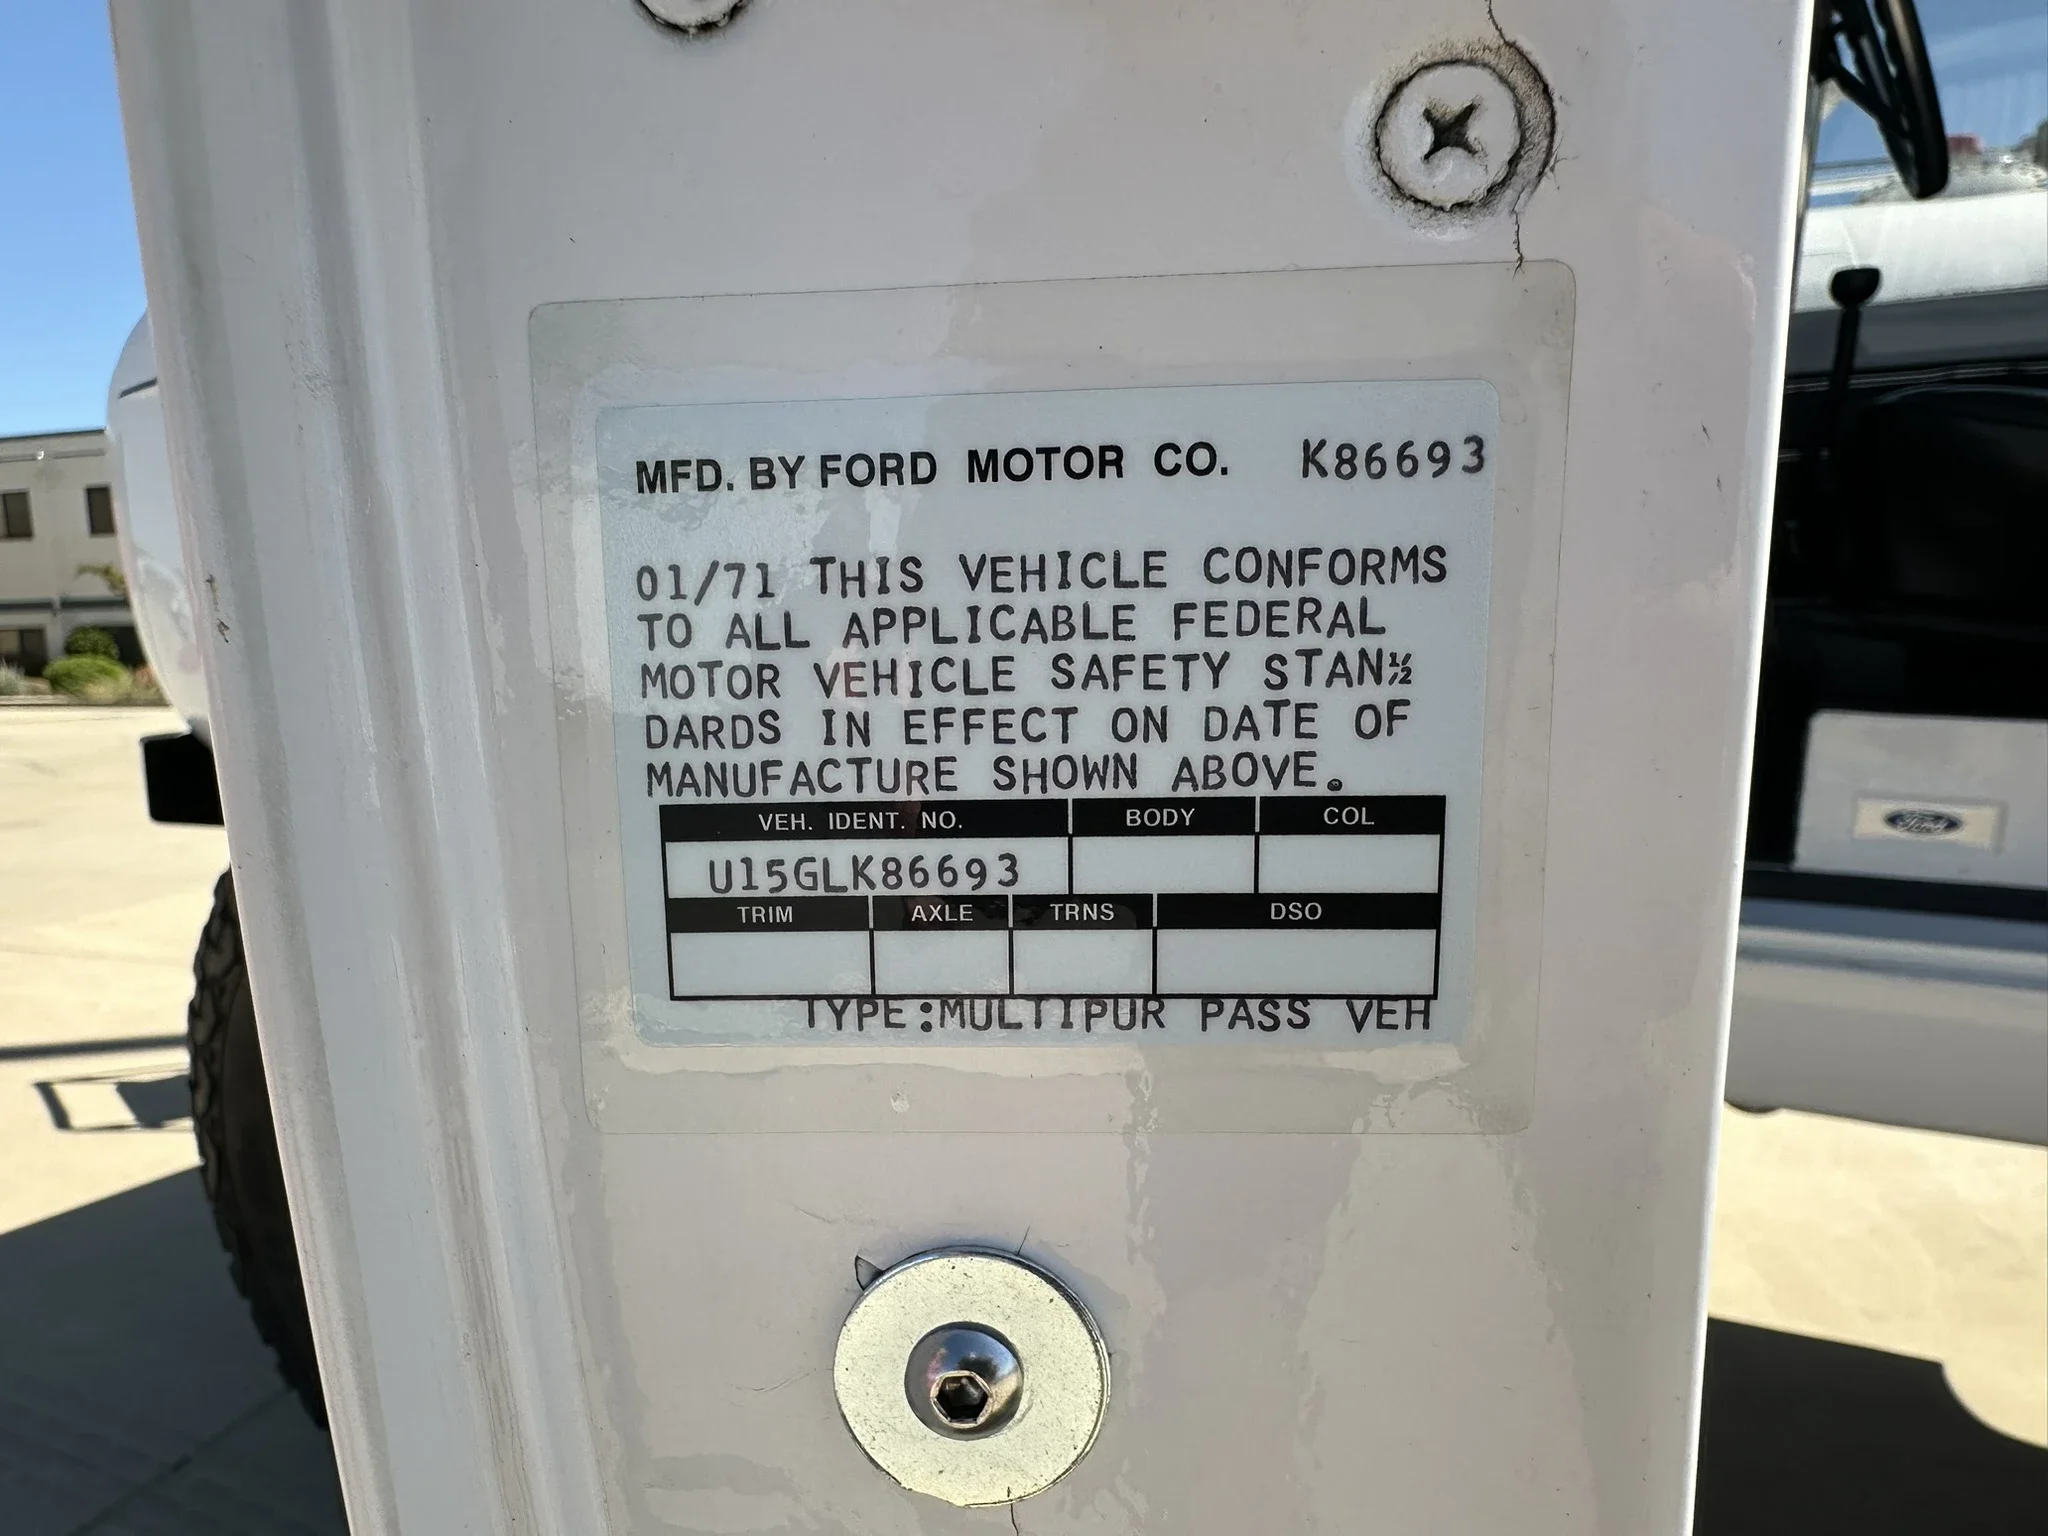 MFD. BY FORD MOTOR CO. K86693
01/71 THIS VEHICLE CONFORMS
TO ALL APPLICABLE FEDERAL
MOTOR VEHICLE SAFETY STAN½
DARDS IN EFFECT ON DATE OF
MANUFACTURE SHOWN ABOVE.
VEH. IDENT. NO. BODY COL
U15GLK86693
TRIM AXLE TRNS DSO
TYPE:MULTIPUR PASS VEH
Ford